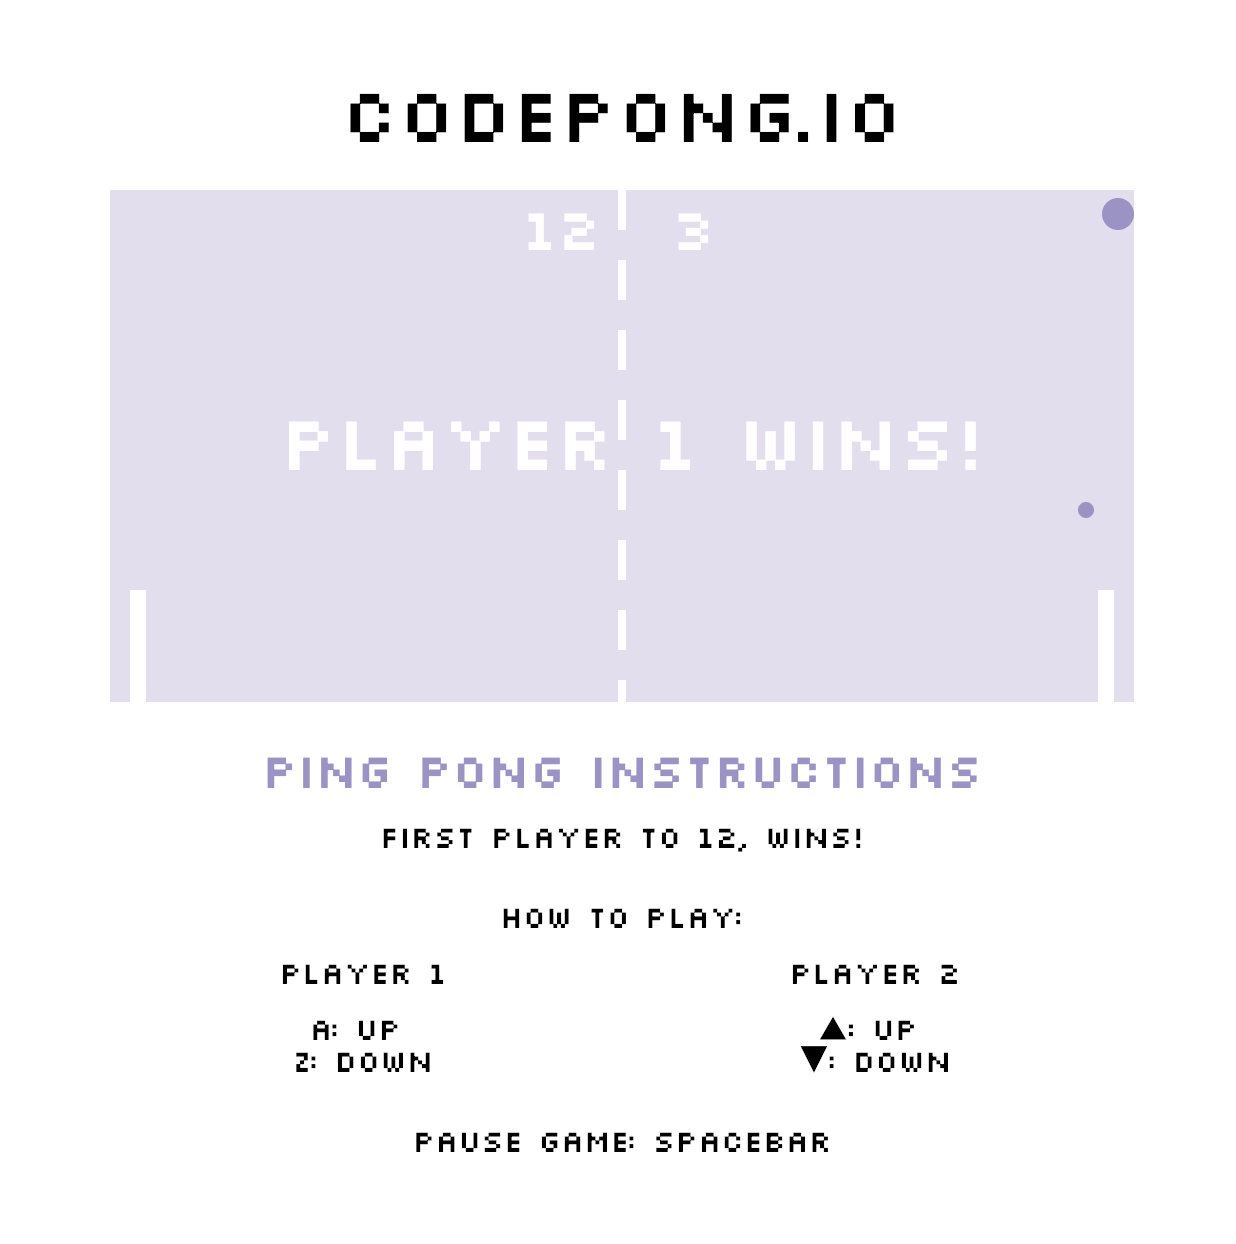 CODEPONG.IO
12 3
PLAYER 1 WINS!
PING PONG INSTRUCTIONS
FIRST PLAYER TO 12, WINS!
HOW TO PLAY:
PLAYER 1
A: UP
Z: DOWN
PLAYER 2
▲: UP
▼: DOWN
PAUSE GAME: SPACEBAR